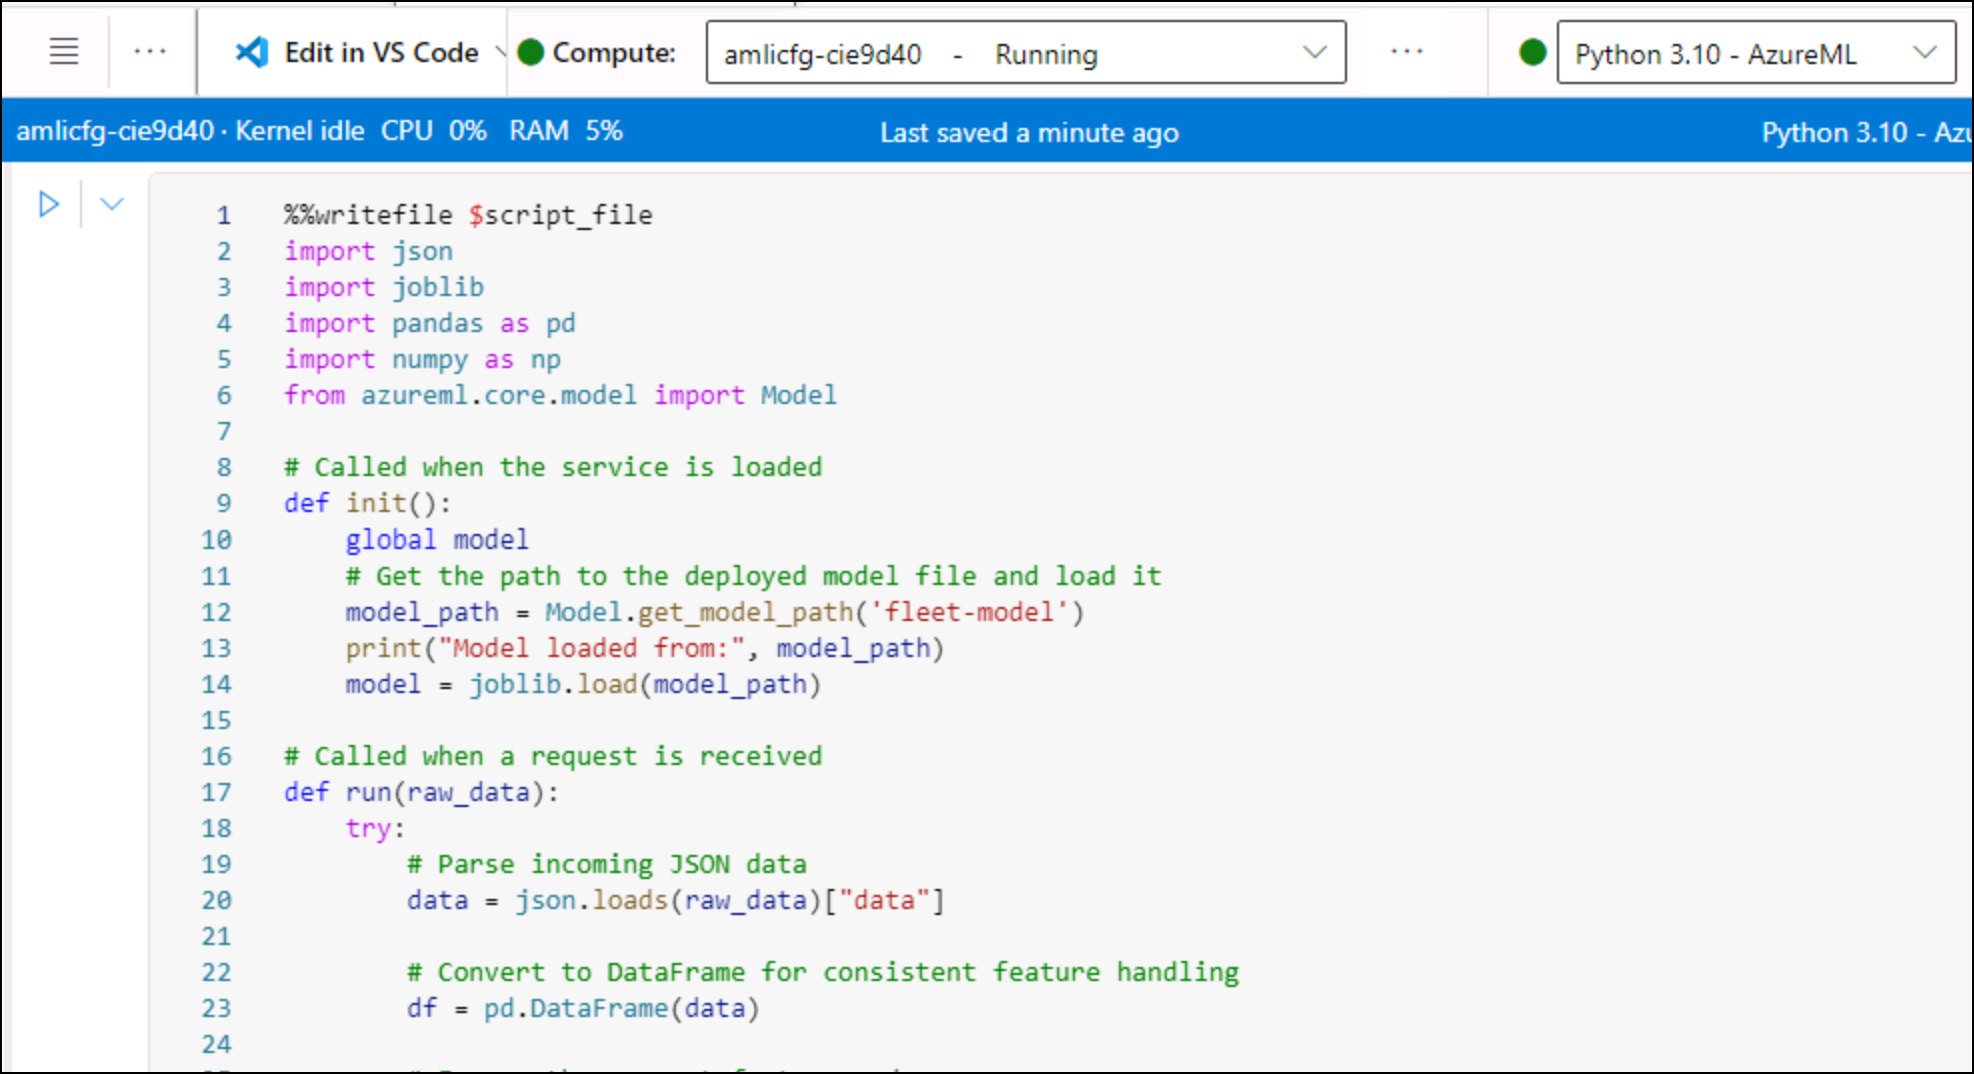 Edit in VS Code
Compute:
amlicfg-cie9d40 - Running
Python 3.10 - AzureML
amlicfg-cie9d40 · Kernel idle CPU 0% RAM 5%
Last saved a minute ago
Python 3.10 - Azu
1 %%writefile $script_file
2 import json
3 import joblib
4 import pandas as pd
5 import numpy as np
6 from azureml.core.model import Model
7
8 # Called when the service is loaded
9 def init():
10     global model
11     # Get the path to the deployed model file and load it
12     model_path = Model.get_model_path('fleet-model')
13     print("Model loaded from:", model_path)
14     model = joblib.load(model_path)
15
16 # Called when a request is received
17 def run(raw_data):
18     try:
19         # Parse incoming JSON data
20         data = json.loads(raw_data)["data"]
21
22         # Convert to DataFrame for consistent feature handling
23         df = pd.DataFrame(data)
24